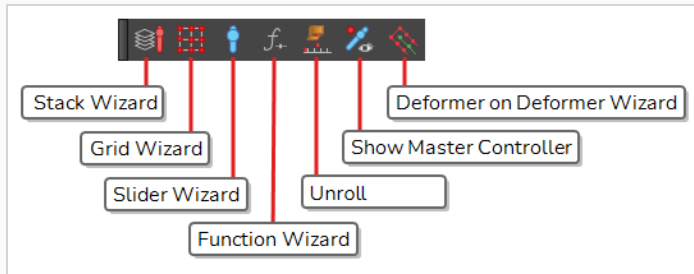 Stack Wizard
Deformer on Deformer Wizard
Grid Wizard
Show Master Controller
Slider Wizard
Unroll
Function Wizard